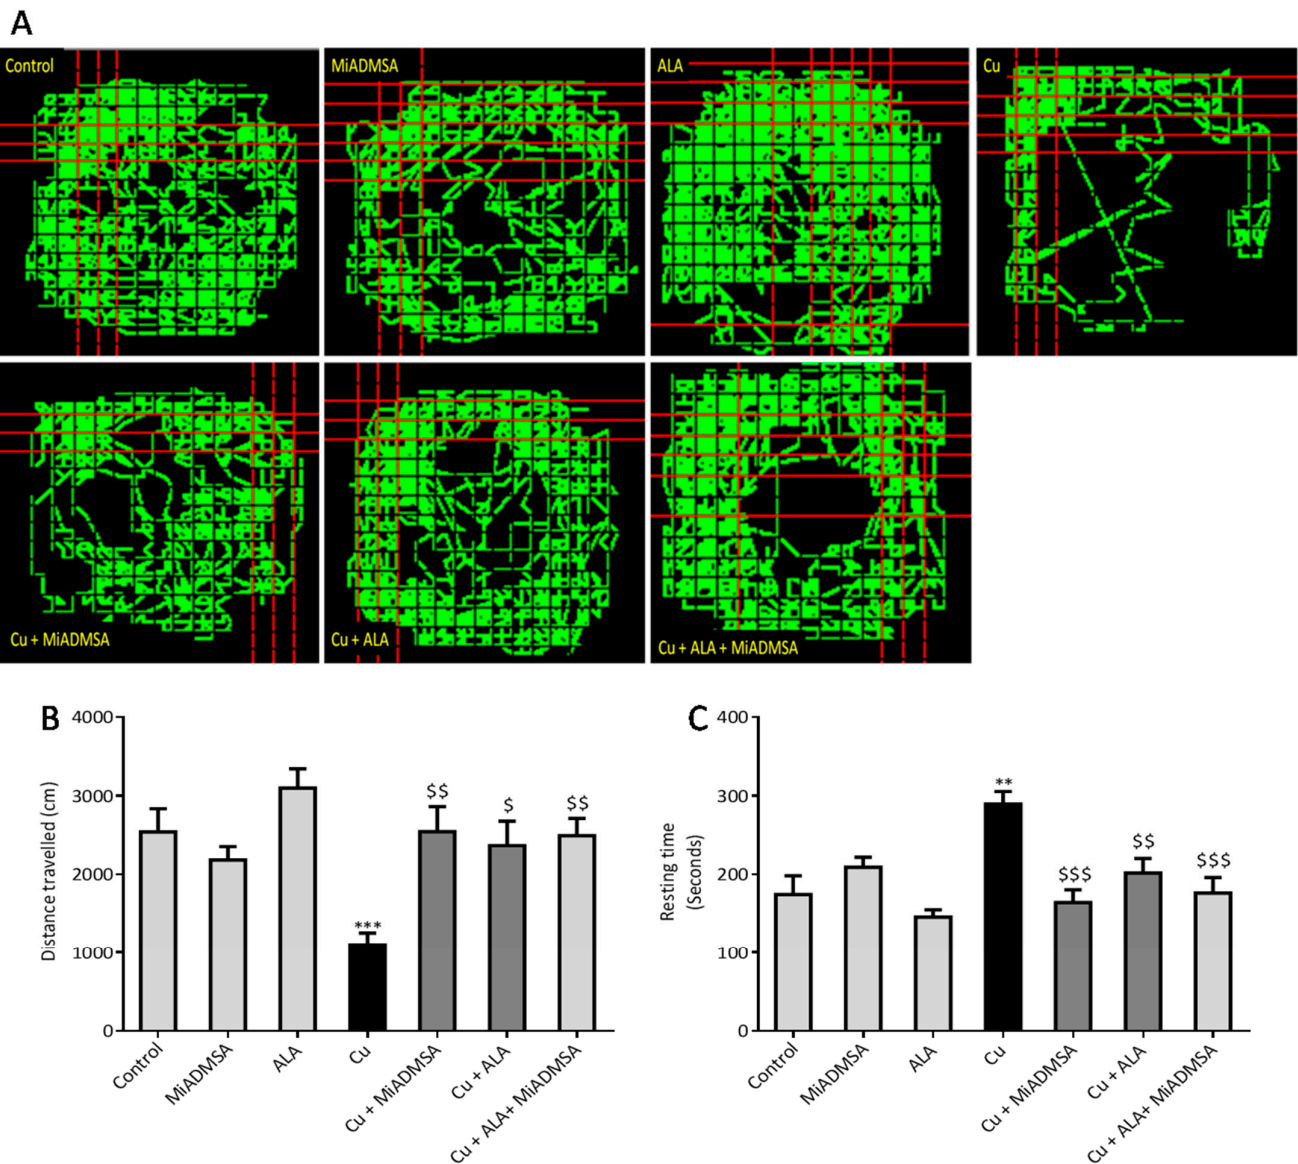 A
Control
MiADMSA
ALA
Cu
Cu + MiADMSA
Cu + ALA
Cu + ALA + MiADMSA
B
4000
3000
2000
1000
0
Distance travelled (cm)
***
$$
$
$$
Control
MiADMSA
ALA
Cu
Cu + MiADMSA
Cu + ALA
Cu + ALA+ MiADMSA
C
400
300
200
100
0
Resting time
(Seconds)
**
$$$
$$
$$$
Control
MiADMSA
ALA
Cu
Cu + MiADMSA
Cu + ALA
Cu + ALA+ MiADMSA